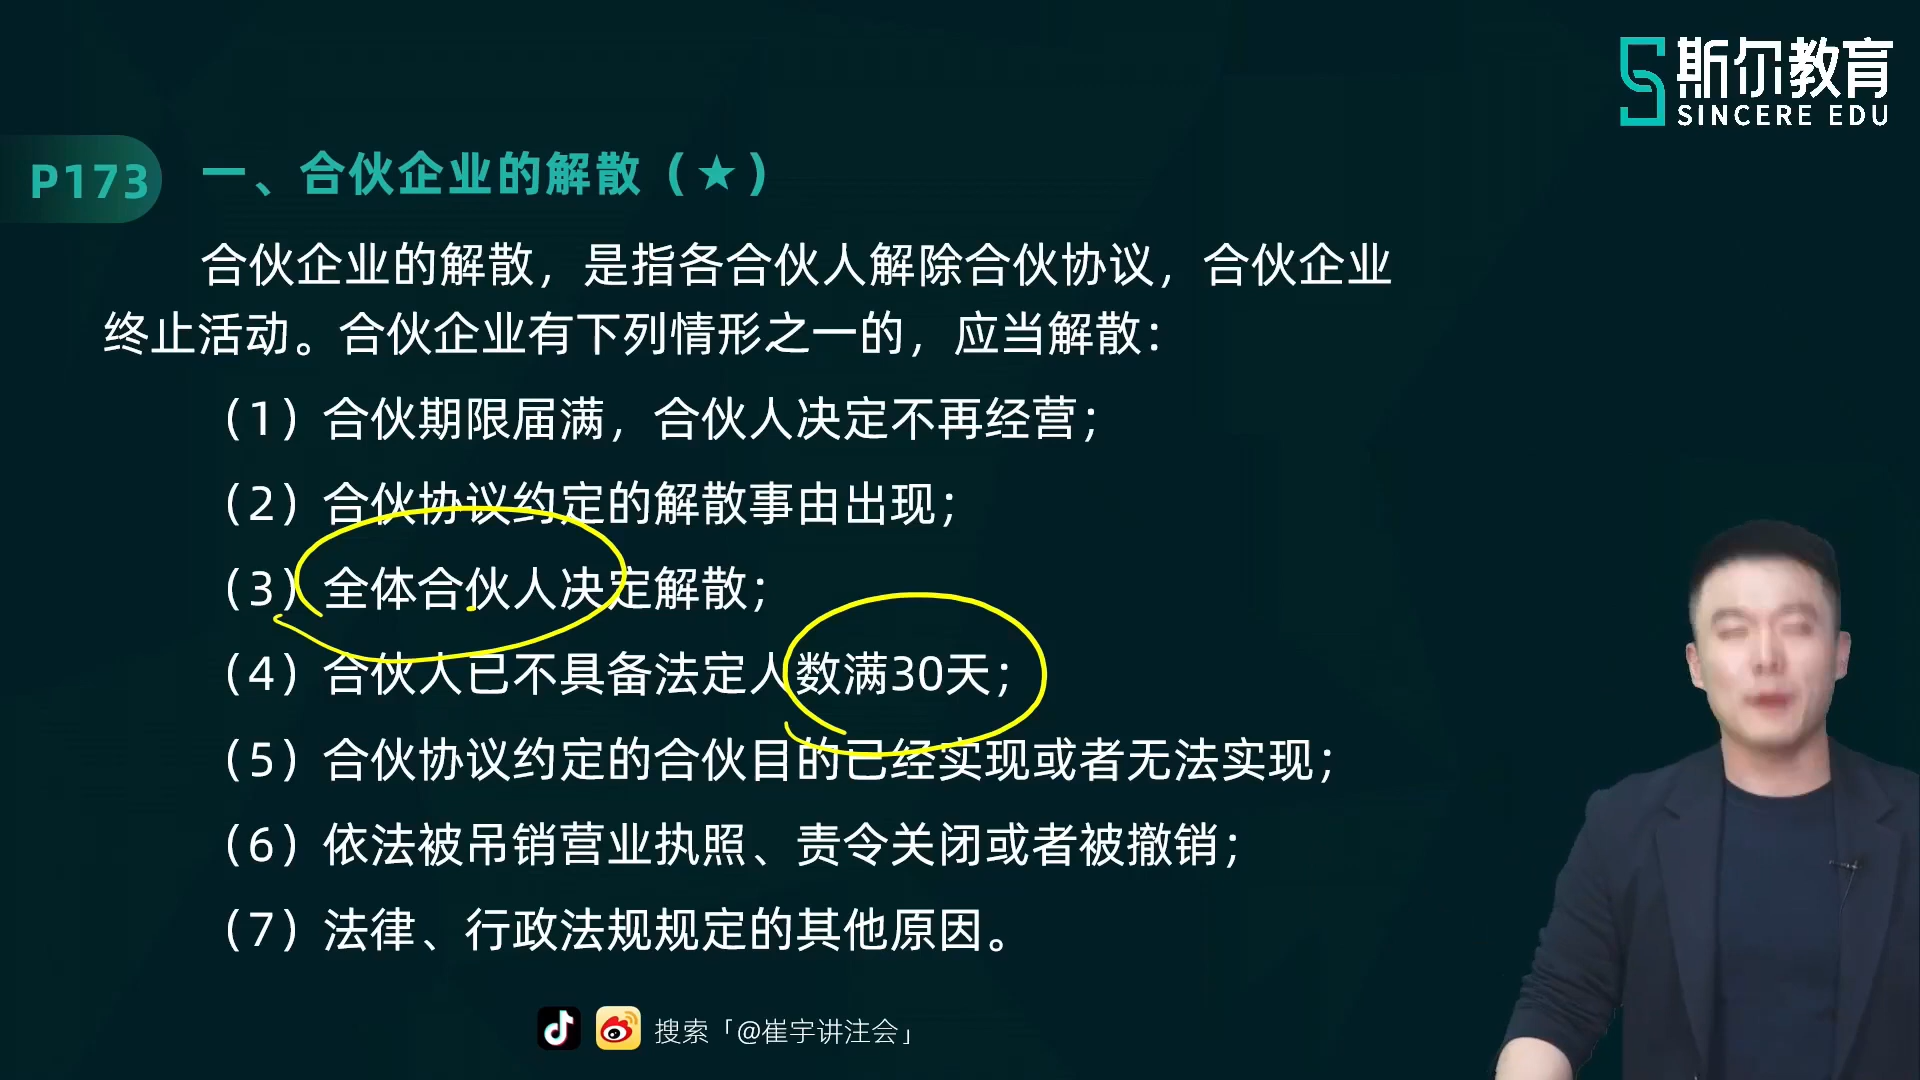 斯尔教育
SINCERE EDU
P173
一、合伙企业的解散（★）
合伙企业的解散，是指各合伙人解除合伙协议，合伙企业
终止活动。合伙企业有下列情形之一的，应当解散：
（1）合伙期限届满，合伙人决定不再经营；
（2）合伙协议约定的解散事由出现；
（3）全体合伙人决定解散；
（4）合伙人已不具备法定人数满30天；
（5）合伙协议约定的合伙目的已经实现或者无法实现；
（6）依法被吊销营业执照、责令关闭或者被撤销；
（7）法律、行政法规规定的其他原因。
搜索「@崔宇讲注会」